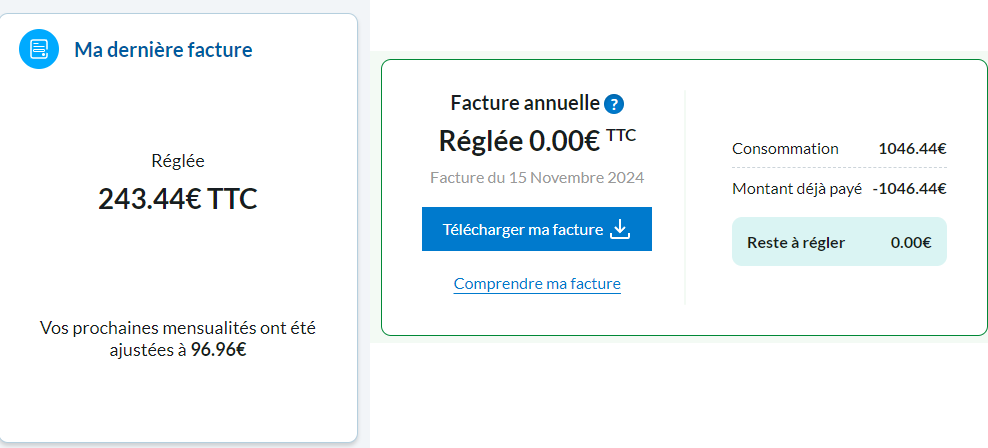 Ma dernière facture
Réglée
243.44€ TTC
Vos prochaines mensualités ont été
ajustées à 96.96€
Facture annuelle ?
Réglée 0.00€ TTC
Facture du 15 Novembre 2024
Télécharger ma facture
Comprendre ma facture
Consommation 1046.44€
Montant déjà payé -1046.44€
Reste à régler 0.00€